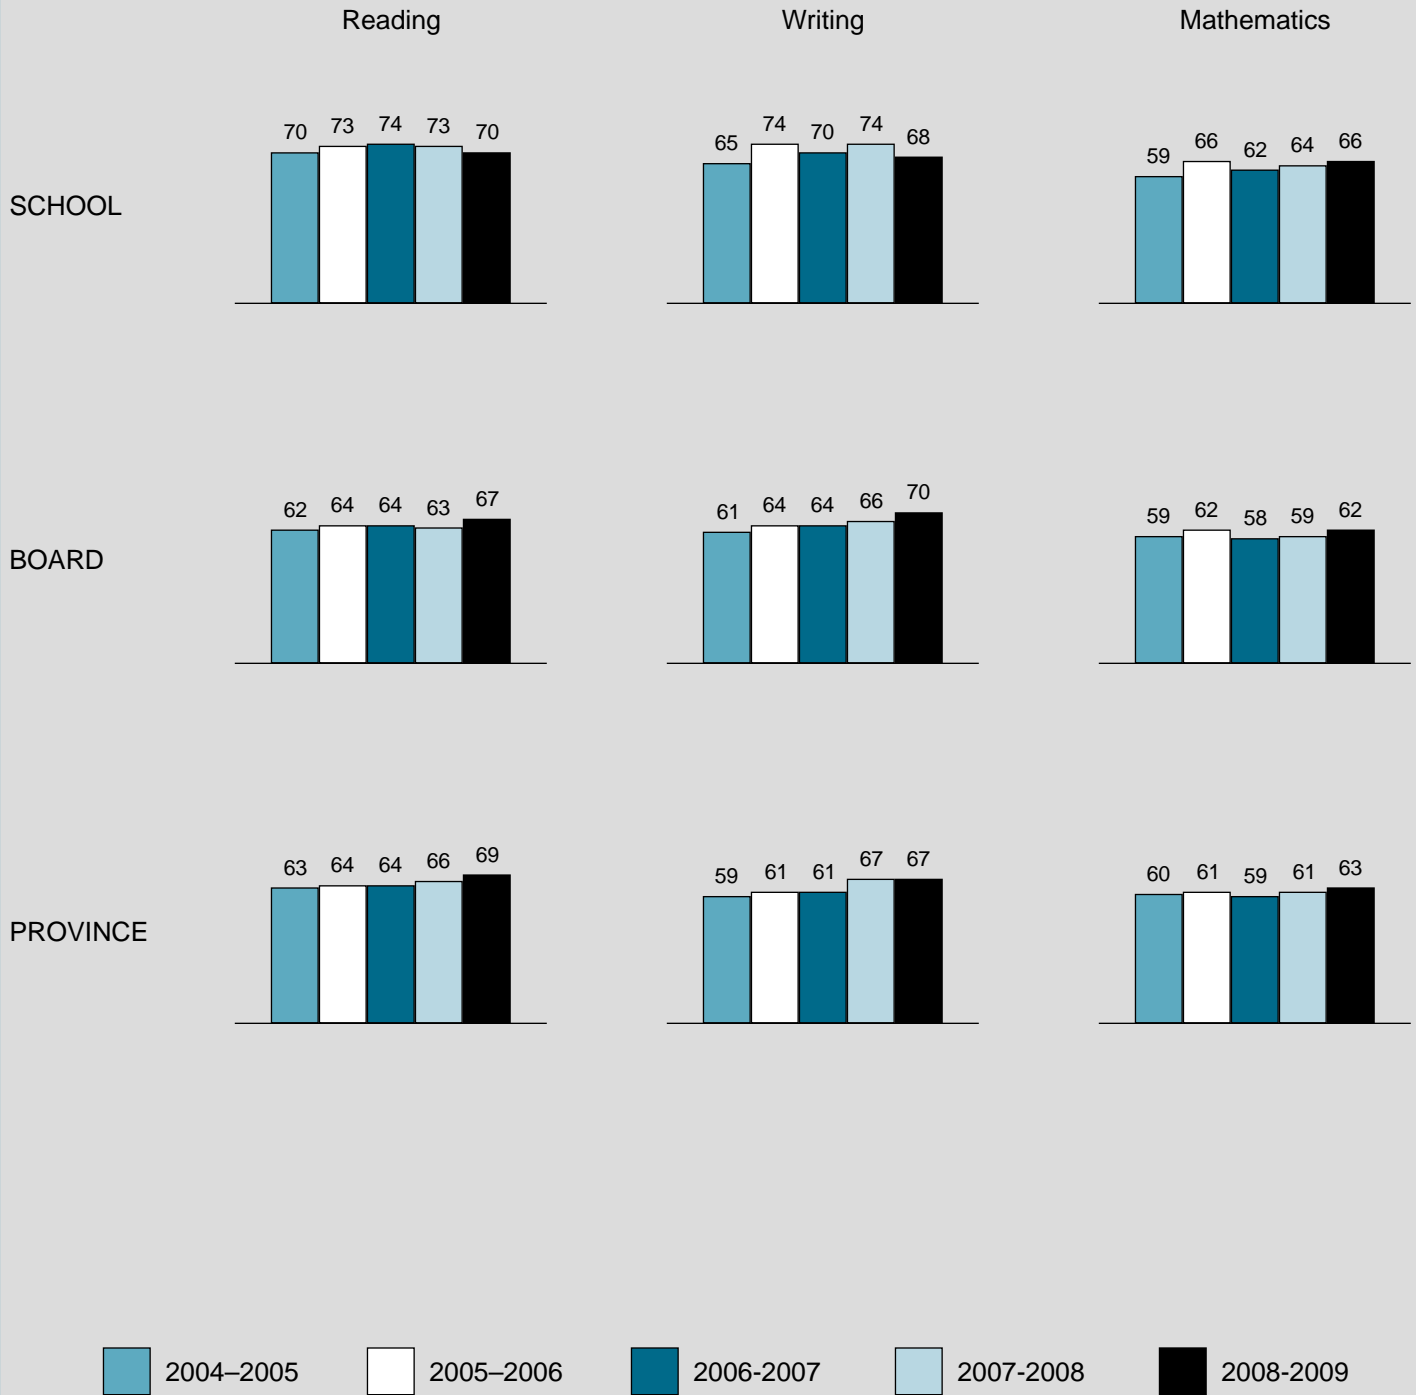 Reading Writing Mathematics
70 73 74 73 70
65 74 70 74 68
59 66 62 64 66
SCHOOL
62 64 64 63 67
61 64 64 66 70
59 62 58 59 62
BOARD
63 64 64 66 69
59 61 61 67 67
60 61 59 61 63
PROVINCE
2004–2005 2005–2006 2006-2007 2007-2008 2008-2009